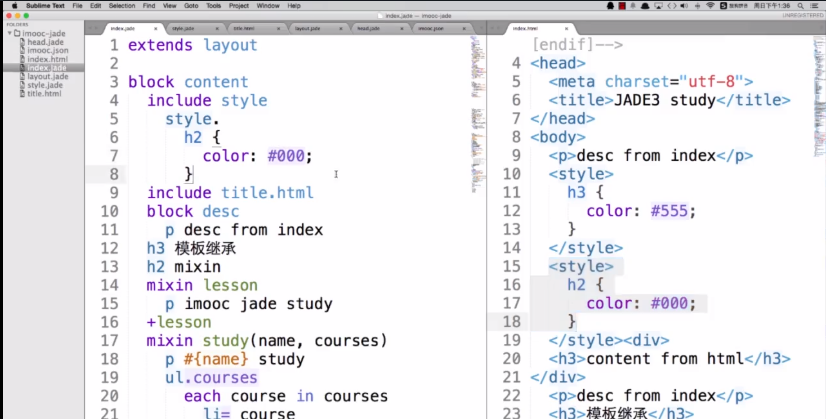 Sublime Text File Edit Selection Find View Goto Tools Project Window Help
周日下午1:36
index.jade — imooc-jade
UNREGISTERED
FOLDERS
imooc-jade
head.jade
imooc.json
index.html
index.jade
layout.jade
style.jade
title.html
index.jade style.jade title.html layout.jade head.jade imooc.json
1 extends layout
2
3 block content
4 include style
5 style.
6 h2 {
7 color: #000;
8 }
9 include title.html
10 block desc
11 p desc from index
12 h3 模板继承
13 h2 mixin
14 mixin lesson
15 p imooc jade study
16 +lesson
17 mixin study(name, courses)
18 p #{name} study
19 ul.courses
20 each course in courses
21 li= course
index.html
[endif]-->
4 <head>
5 <meta charset="utf-8">
6 <title>JADE3 study</title>
7 </head>
8 <body>
9 <p>desc from index</p>
10 <style>
11 h3 {
12 color: #555;
13 }
14 </style>
15 <style>
16 h2 {
17 color: #000;
18 }
19 </style><div>
20 <h3>content from html</h3>
21 </div>
22 <p>desc from index</p>
23 <h3>模板继承</h3>